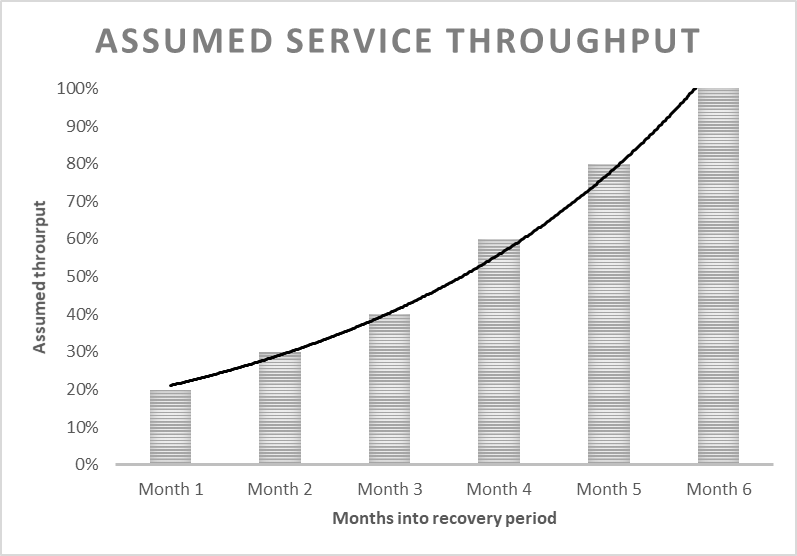 ASSUMED SERVICE THROUGHPUT
100%
90%
80%
70%
60%
50%
40%
30%
20%
10%
0%
Assumed throurput
Month 1 Month 2 Month 3 Month 4 Month 5 Month 6
Months into recovery period